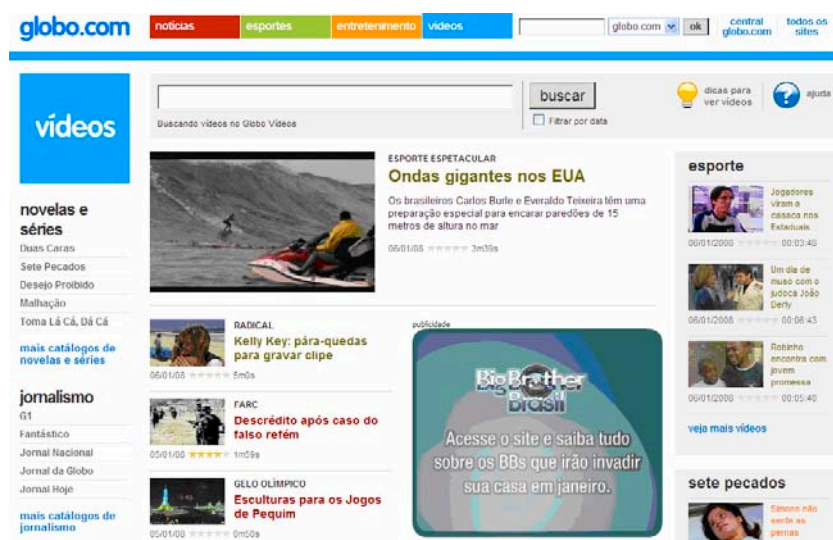 globo.com
notícias
esportes
entretenimento
vídeos
globo.com
ok
central
globo.com
todos os
sites
vídeos
buscar
Buscando vídeos no Globo Vídeos
Filtrar por data
dicas para
ver vídeos
ajuda
novelas e
séries
Duas Caras
Sete Pecados
Desejo Proibido
Malhação
Toma Lá Cá, Dá Cá
mais catálogos de
novelas e séries
jornalismo
G1
Fantástico
Jornal Nacional
Jornal da Globo
Jornal Hoje
mais catálogos de
jornalismo
ESPORTE ESPETACULAR
Ondas gigantes nos EUA
Os brasileiros Carlos Burle e Everaldo Teixeira têm uma
preparação especial para encarar paredões de 15
metros de altura no mar
06/01/08 3m39s
RADICAL
Kelly Key: pára-quedas
para gravar clipe
06/01/08 5m0s
FARC
Descrédito após caso do
falso refém
05/01/08 1m59s
GELO OLÍMPICO
Esculturas para os Jogos
de Pequim
05/01/08 0m50s
publicidade
Big Brother
Brasil
Acesse o site e saiba tudo
sobre os BBs que irão invadir
sua casa em janeiro.
esporte
Jogadores
viram a
casaca nos
Estaduais
06/01/2008 00:03:48
Um dia de
muso com o
judoca João
Derly
06/01/2008 00:06:43
Robinho
encontra com
jovem
promessa
06/01/2008 00:05:40
veja mais vídeos
sete pecados
Simone não
sente as
pernas